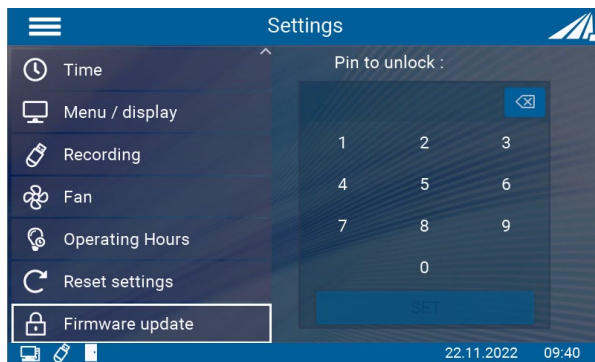 Settings
Time
Menu / display
Recording
Fan
Operating Hours
Reset settings
Firmware update
Pin to unlock :
1 2 3
4 5 6
7 8 9
0
SET
22.11.2022 09:40